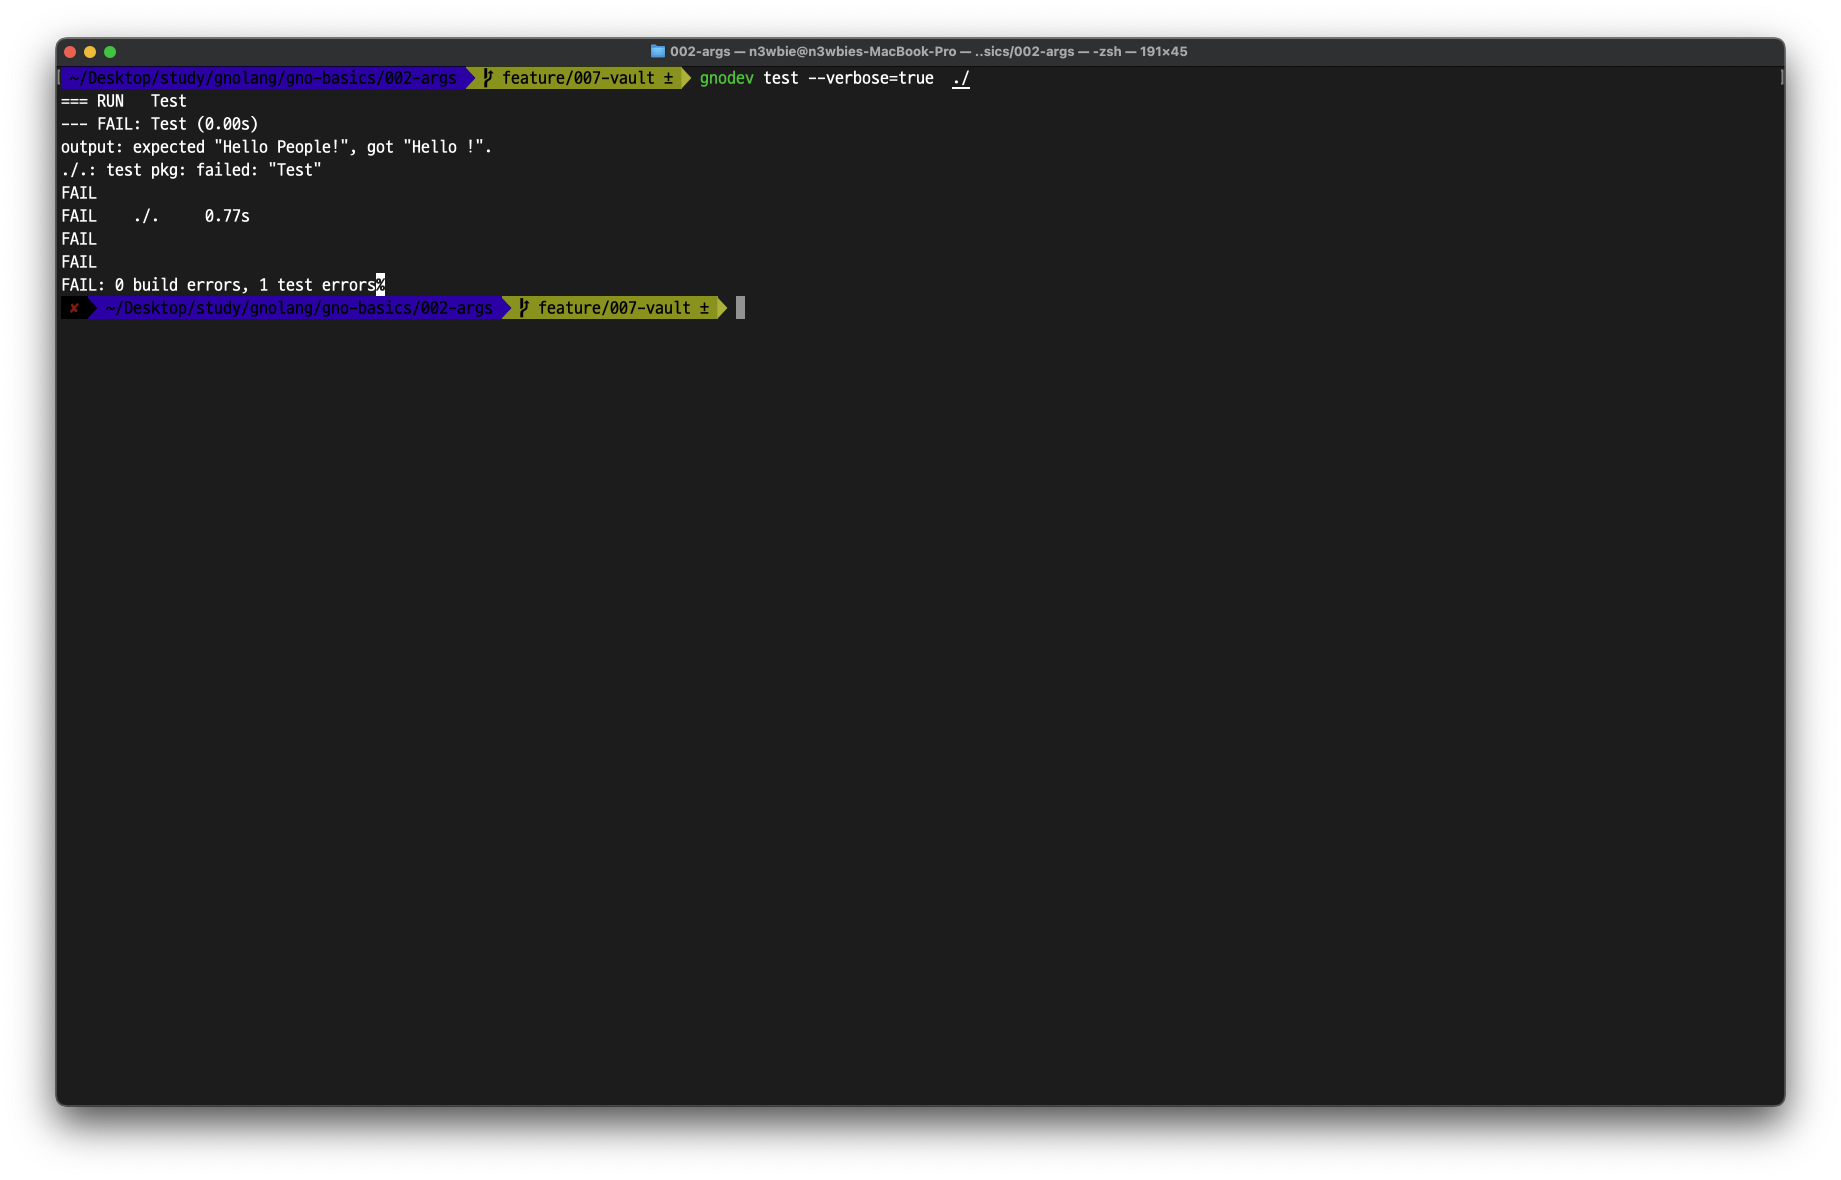 002-args — n3wbie@n3wbies-MacBook-Pro — ..sics/002-args — -zsh — 191×45
~/Desktop/study/gnolang/gno-basics/002-args feature/007-vault ± gnodev test --verbose=true  ./
=== RUN   Test
--- FAIL: Test (0.00s)
output: expected "Hello People!", got "Hello !".
./.: test pkg: failed: "Test"
FAIL
FAIL    ./.     0.77s
FAIL
FAIL
FAIL: 0 build errors, 1 test errors%
✘ ~/Desktop/study/gnolang/gno-basics/002-args feature/007-vault ±